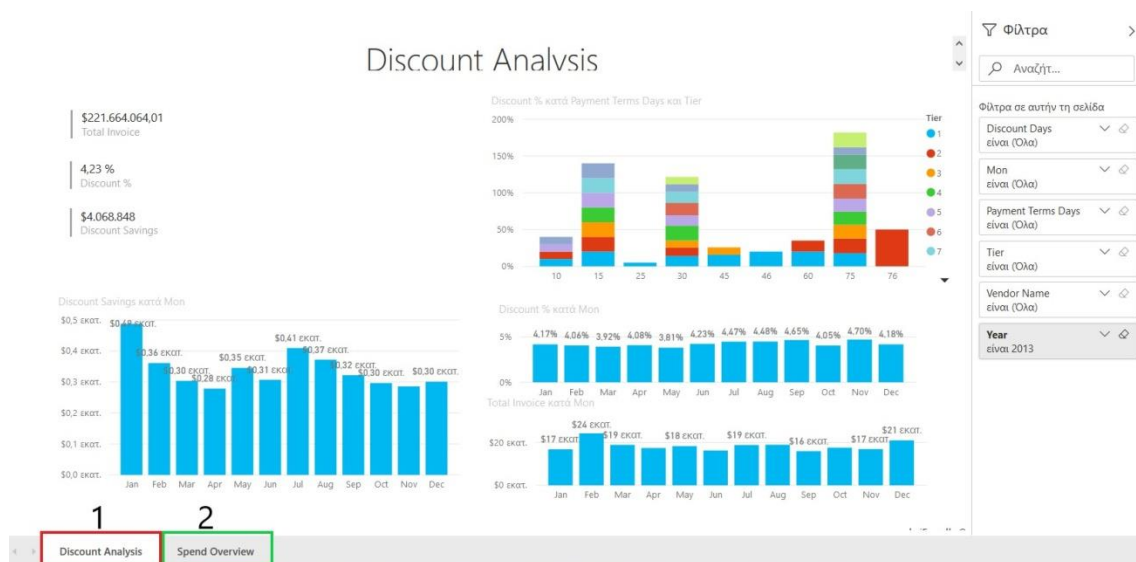 Discount Analysis
$221.664.064,01
Total Invoice
4,23 %
Discount %
$4.068.848
Discount Savings
Discount % κατά Payment Terms Days και Tier
200%
150%
100%
50%
0%
10 15 25 30 45 46 60 75 76
Tier
1
2
3
4
5
6
7
Discount Savings κατά Mon
$0,5 εκατ.
$0,4 εκατ.
$0,3 εκατ.
$0,2 εκατ.
$0,1 εκατ.
$0,0 εκατ.
$0,49 εκατ.
$0,36 εκατ.
$0,30 εκατ.
$0,28 εκατ.
$0,35 εκατ.
$0,31 εκατ.
$0,41 εκατ.
$0,37 εκατ.
$0,32 εκατ.
$0,30 εκατ.
$0,30 εκατ.
Jan Feb Mar Apr May Jun Jul Aug Sep Oct Nov Dec
Discount % κατά Mon
5%
0%
4,17% 4,06% 3,92% 4,08% 3,81% 4,23% 4,47% 4,48% 4,65% 4,05% 4,70% 4,18%
Jan Feb Mar Apr May Jun Jul Aug Sep Oct Nov Dec
Total Invoice κατά Mon
$20 εκατ.
$0 εκατ.
$17 εκατ. $24 εκατ. $19 εκατ. $18 εκατ. $19 εκατ. $16 εκατ. $17 εκατ. $21 εκατ.
Jan Feb Mar Apr May Jun Jul Aug Sep Oct Nov Dec
Φίλτρα
Αναζήτ...
Φίλτρα σε αυτήν τη σελίδα
Discount Days
είναι (Όλα)
Mon
είναι (Όλα)
Payment Terms Days
είναι (Όλα)
Tier
είναι (Όλα)
Vendor Name
είναι (Όλα)
Year
είναι 2013
1
2
Discount Analysis
Spend Overview